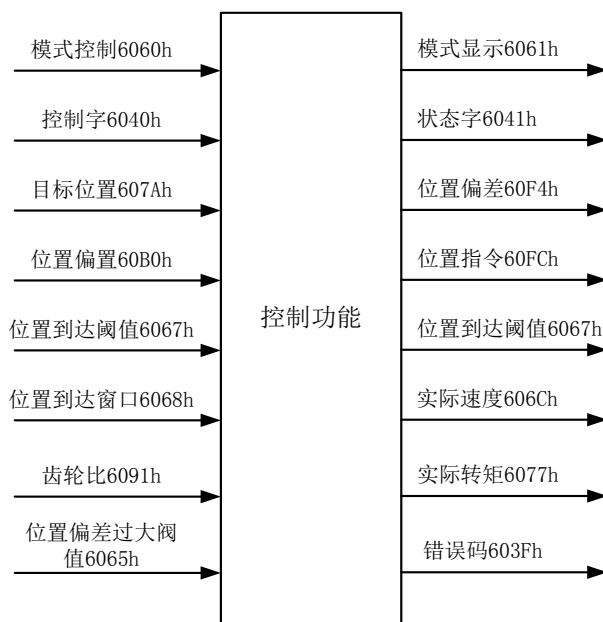 模式控制6060h
控制字6040h
目标位置607Ah
位置偏置60B0h
位置到达阈值6067h
位置到达窗口6068h
齿轮比6091h
位置偏差过大阀
值6065h
控制功能
模式显示6061h
状态字6041h
位置偏差60F4h
位置指令60FCh
位置到达阈值6067h
实际速度606Ch
实际转矩6077h
错误码603Fh